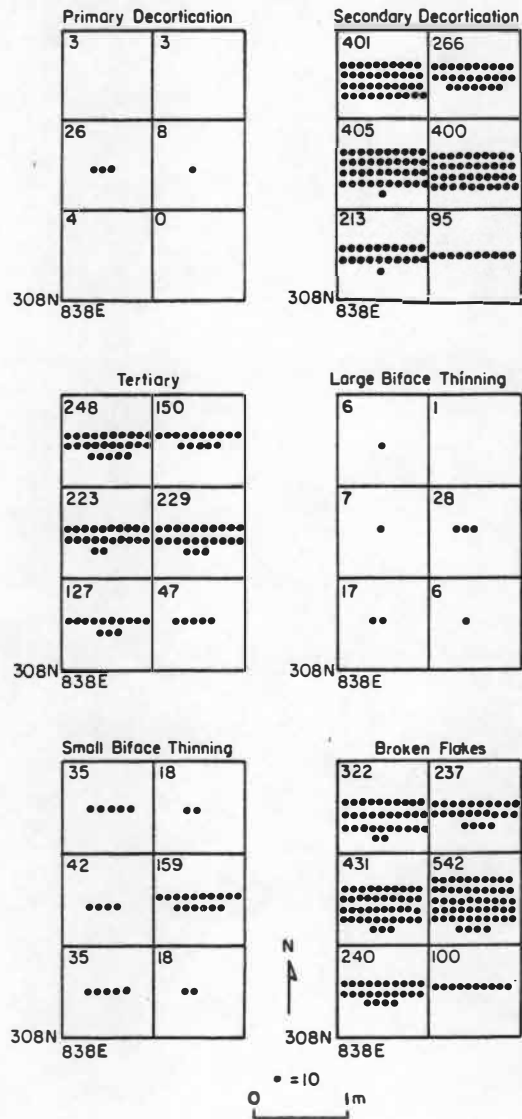 Primary Decortication
3 3
26 8
4 0
308N
838E
Secondary Decortication
401 266
405 400
213 95
308N
838E
Tertiary
248 150
223 229
127 47
308N
838E
Large Biface Thinning
6 1
7 28
17 6
308N
838E
Small Biface Thinning
35 18
42 159
35 18
308N
838E
Broken Flakes
322 237
431 542
240 100
308N
838E
N
• =10
0 1m